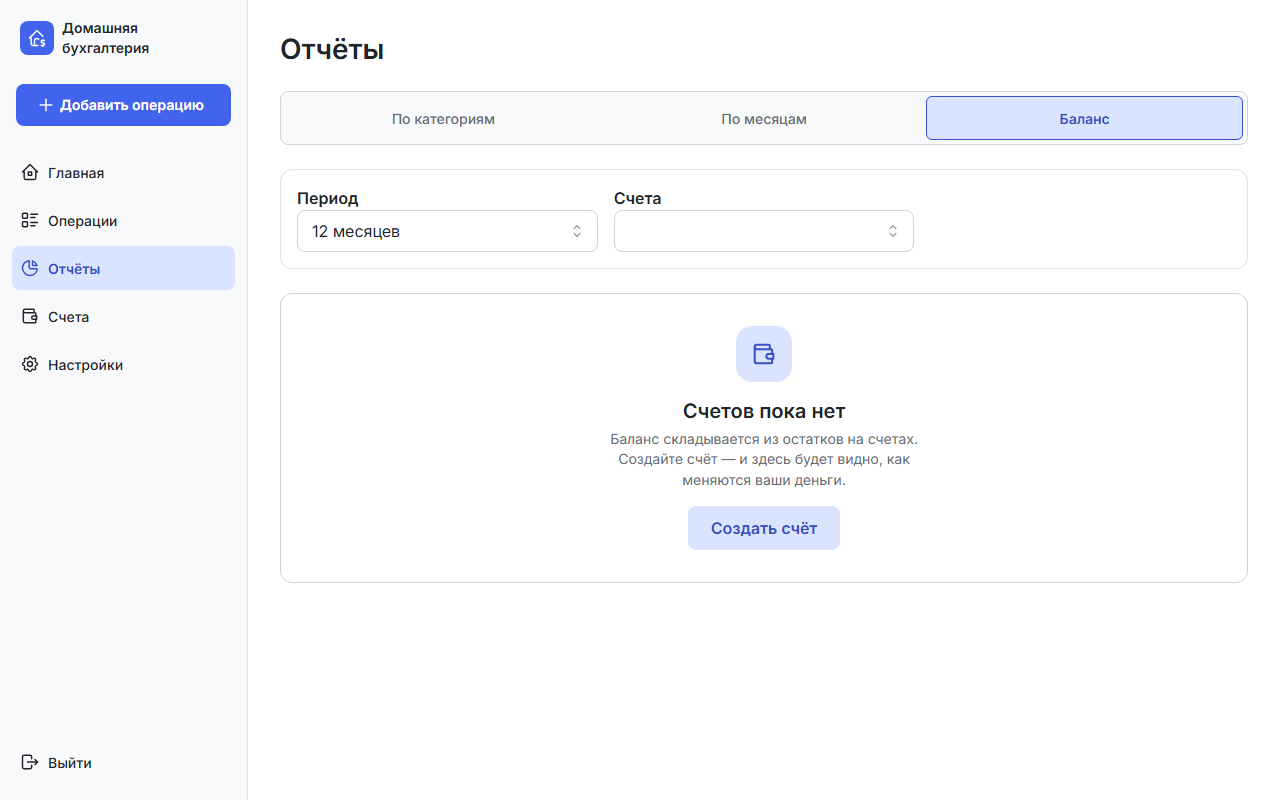 Домашняя
бухгалтерия
Добавить операцию
Главная
Операции
Отчёты
Счета
Настройки
Выйти
Отчёты
По категориям
По месяцам
Баланс
Период
Счета
12 месяцев
Счетов пока нет
Баланс складывается из остатков на счетах.
Создайте счёт — и здесь будет видно, как
меняются ваши деньги.
Создать счёт